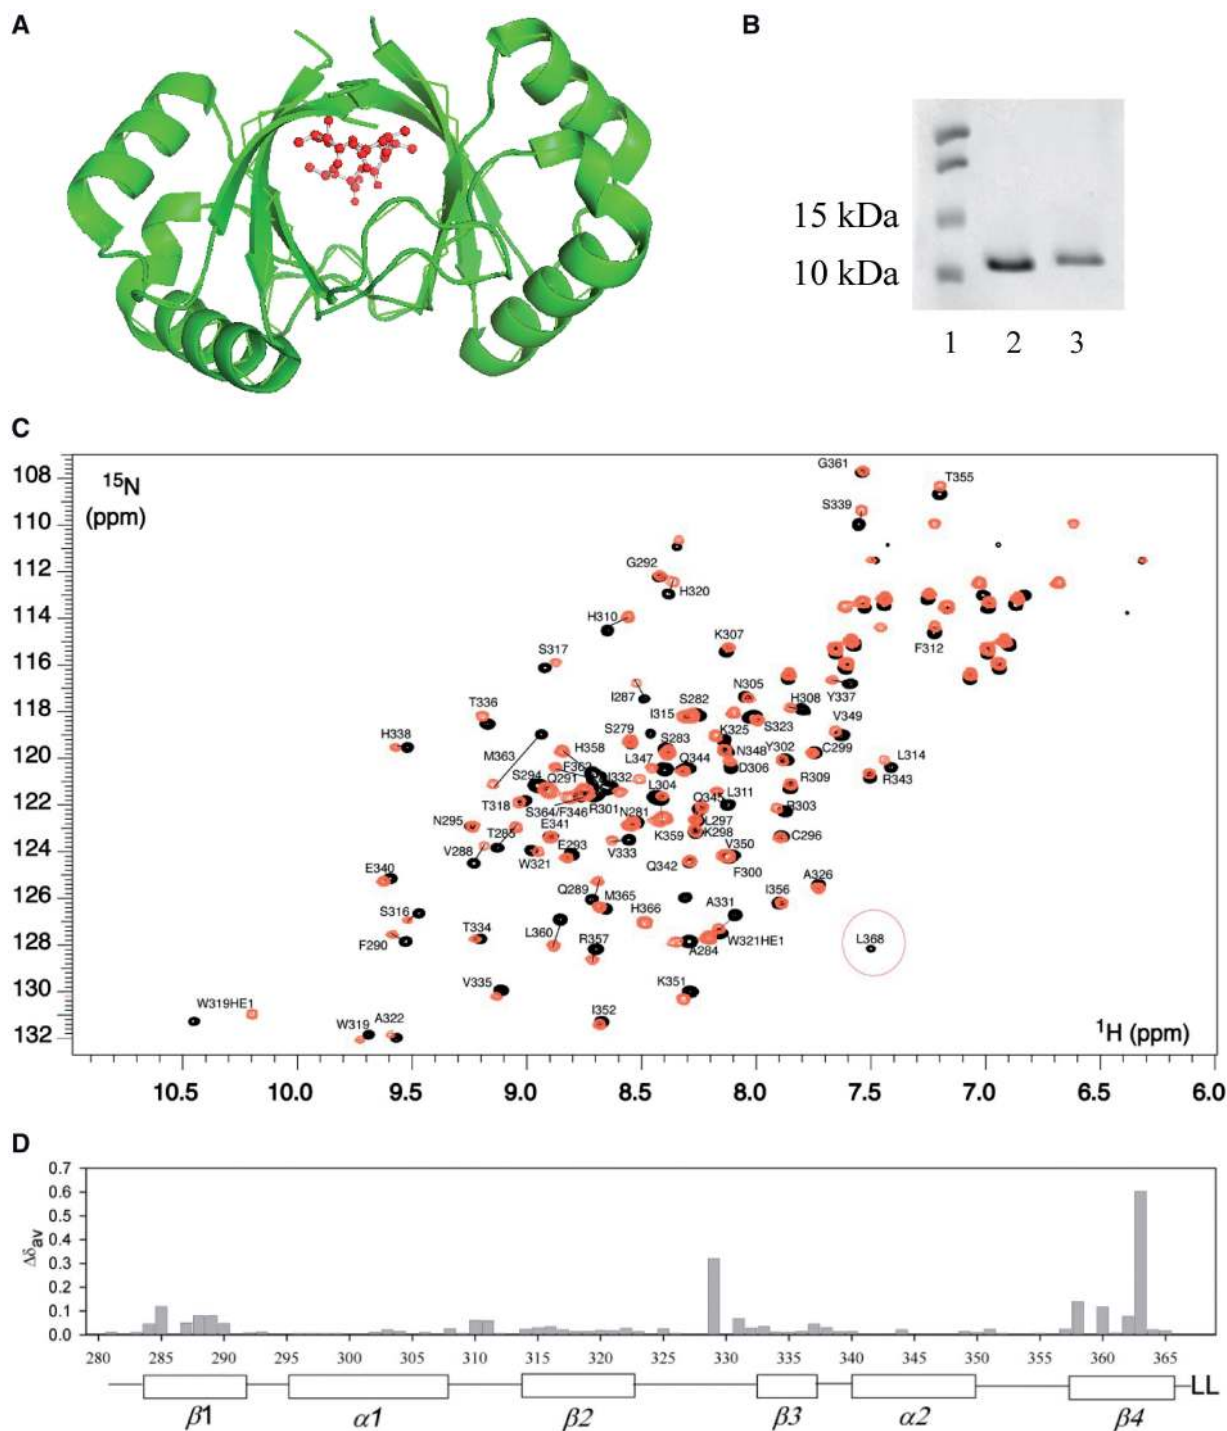 A
B
15 kDa
10 kDa
1 2 3
C
15N
(ppm)
1H (ppm)
108
110
112
114
116
118
120
122
124
126
128
130
132
G361
T355
S339
G292
H320
H310
K307
F312
S317
N305
I287
S282
H308
Y337
T336
I315
S323
V349
H338
S279
S283
K325
M363
H358
N348
Y302
C299
L314
F362
L347
Q344
D306
S294
Q291
I332
L304
R309
R343
T318
S364/F346
R301
Q345
L311
R303
N295
T285
E341
N281
K359
L297
K298
C296
V288
W321
E293
V333
V350
F300
E340
Q342
Q289
M365
A331
I356
A326
S316
H366
F290
T334
L360
R357
A284
W321HE1
L368
V335
K351
W319HE1
W319
A322
I352
10.5 10.0 9.5 9.0 8.5 8.0 7.5 7.0 6.5 6.0
D
Δδav
0.7
0.6
0.5
0.4
0.3
0.2
0.1
0.0
280 285 290 295 300 305 310 315 320 325 330 335 340 345 350 355 360 365
LL
β1 α1 β2 β3 α2 β4